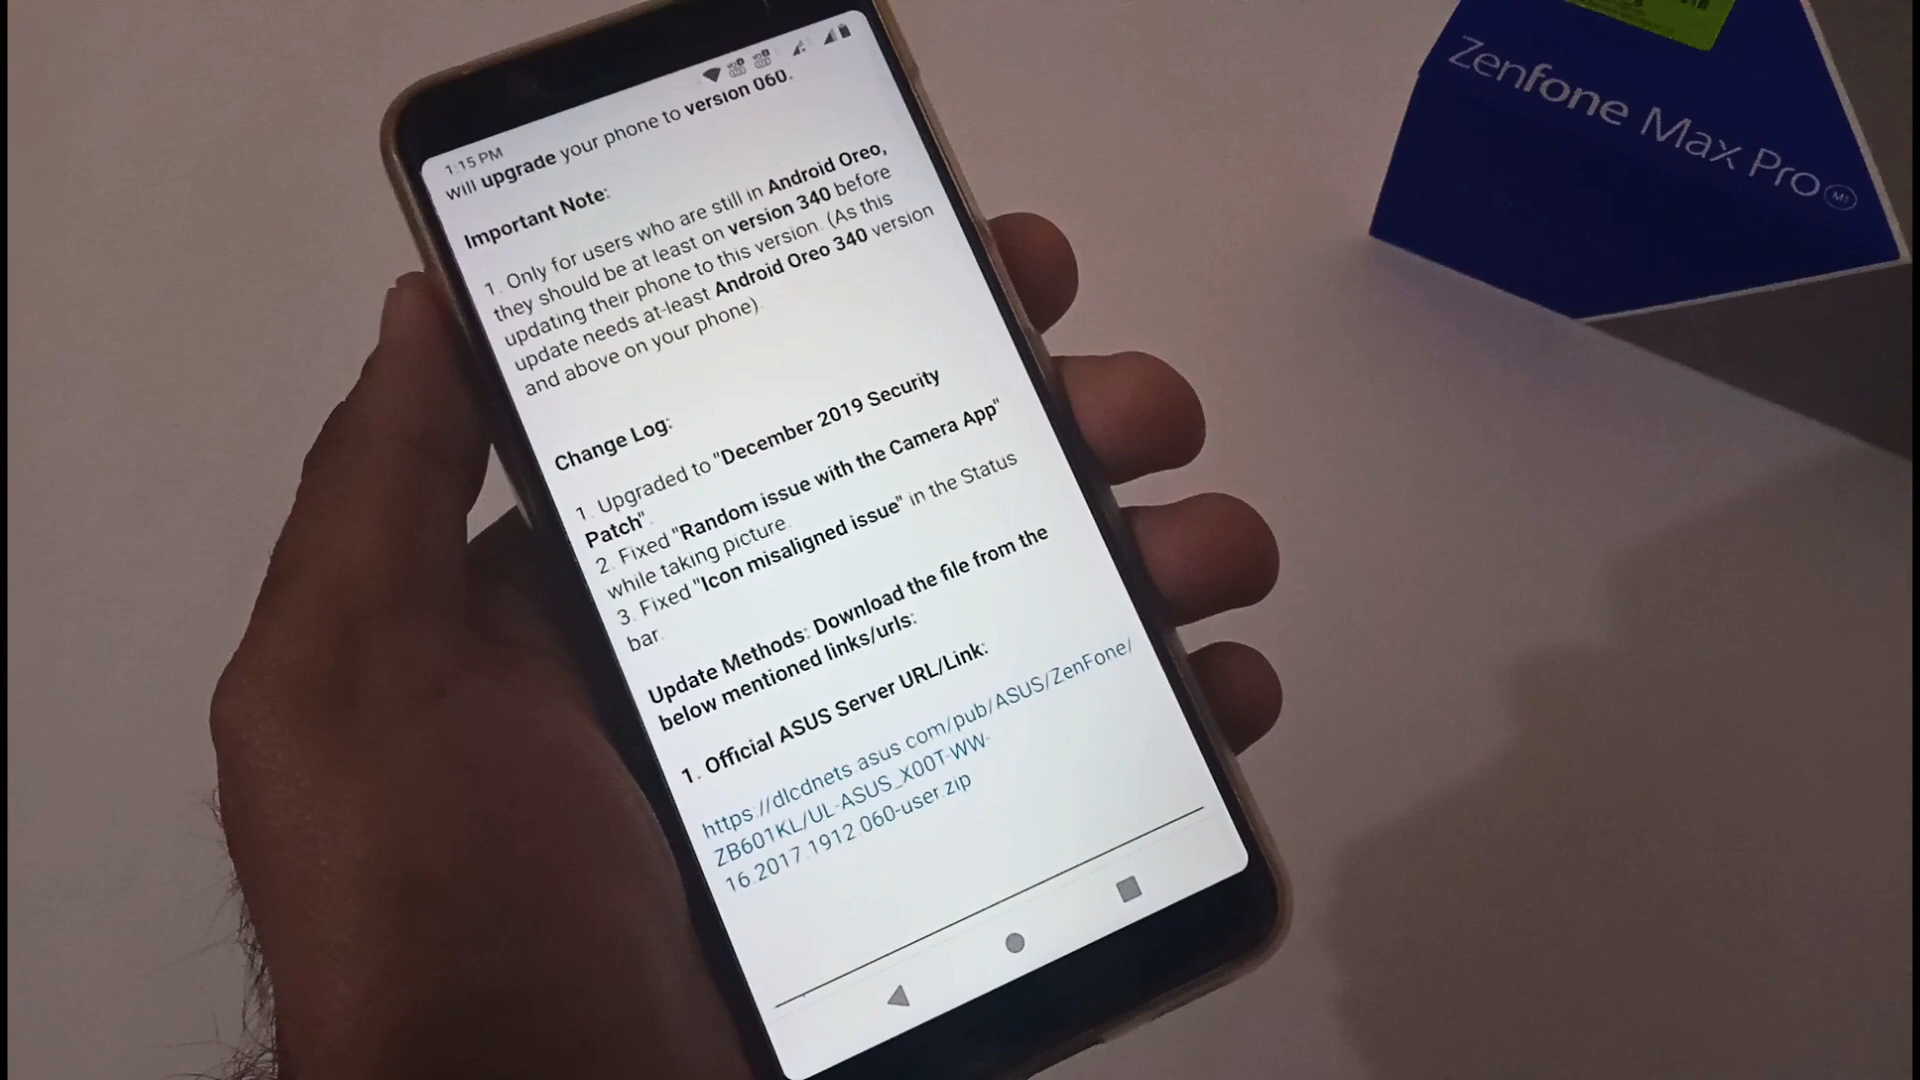 1:15 PM
will upgrade your phone to version 060.
Important Note:
1. Only for users who are still in Android Oreo,
they should be at least on version 340 before
updating their phone to this version. (As this
update needs at-least Android Oreo 340 version
and above on your phone).
Change Log:
1. Upgraded to "December 2019 Security
Patch".
2. Fixed "Random issue with the Camera App"
while taking picture.
3. Fixed "Icon misaligned issue" in the Status
bar.
Update Methods: Download the file from the
below mentioned links/urls:
1. Official ASUS Server URL/Link:
https://dlcdnets.asus.com/pub/ASUS/ZenFone/
ZB601KL/UL-ASUS_X00T-WW-
16.2017.1912.060-user.zip
Zenfone Max Pro M1